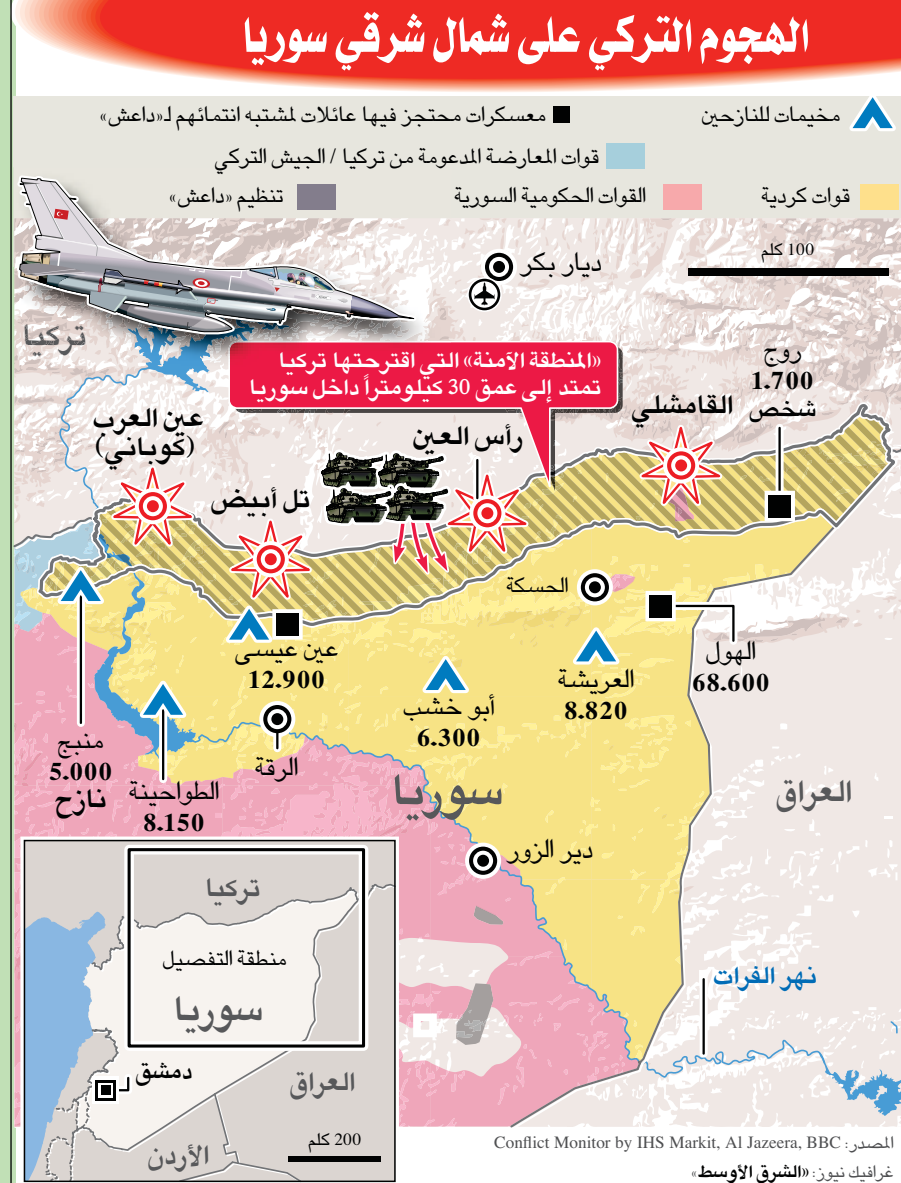 الهجوم التركي على شمال شرقي سوريا
مخيمات للنازحين
معسكرات محتجز فيها عائلات لمشتبه انتمائهم لـ«داعش»
قوات المعارضة المدعومة من تركيا / الجيش التركي
قوات كردية
القوات الحكومية السورية
تنظيم «داعش»
100 كلم
ديار بكر
تركيا
«المنطقة الآمنة» التي اقترحتها تركيا
تمتد إلى عمق 30 كيلومتراً داخل سوريا
روج
1.700
شخص
القامشلي
رأس العين
عين العرب
(كوباني)
تل أبيض
الحسكة
الهول
68.600
العريشة
8.820
أبو خشب
6.300
عين عيسى
12.900
الرقة
منبج
5.000
نازح
الطواحينة
8.150
سوريا
العراق
دير الزور
نهر الفرات
تركيا
منطقة التفصيل
سوريا
دمشق
العراق
الأردن
200 كلم
المصدر: Conflict Monitor by IHS Markit, Al Jazeera, BBC
غرافيك نيوز: «الشرق الأوسط»